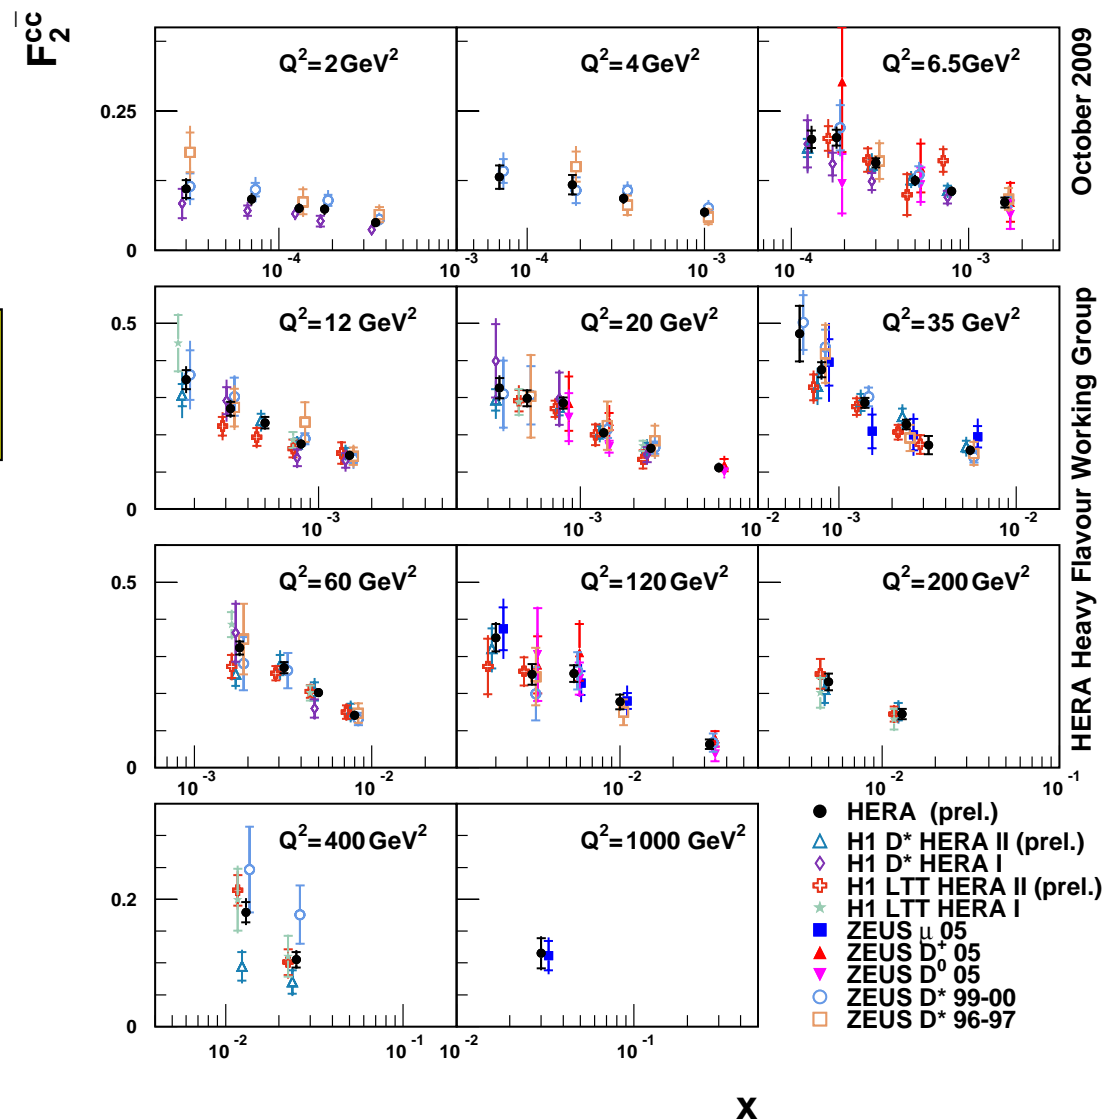 F₂ᶜᶜ̅
October 2009
HERA Heavy Flavour Working Group
Q²=2 GeV² Q²=4 GeV² Q²=6.5 GeV²
0.25
0
10⁻⁴ 10⁻³ 10⁻⁴ 10⁻³ 10⁻⁴ 10⁻³
Q²=12 GeV² Q²=20 GeV² Q²=35 GeV²
0.5
0
10⁻³ 10⁻³ 10⁻² 10⁻³ 10⁻²
Q²=60 GeV² Q²=120 GeV² Q²=200 GeV²
0.5
0
10⁻³ 10⁻² 10⁻² 10⁻² 10⁻¹
Q²=400 GeV² Q²=1000 GeV²
0.2
0
10⁻² 10⁻¹ 10⁻² 10⁻¹
HERA (prel.)
H1 D* HERA II (prel.)
H1 D* HERA I
H1 LTT HERA II (prel.)
H1 LTT HERA I
ZEUS μ 05
ZEUS D⁺ 05
ZEUS D⁰ 05
ZEUS D* 99-00
ZEUS D* 96-97
x